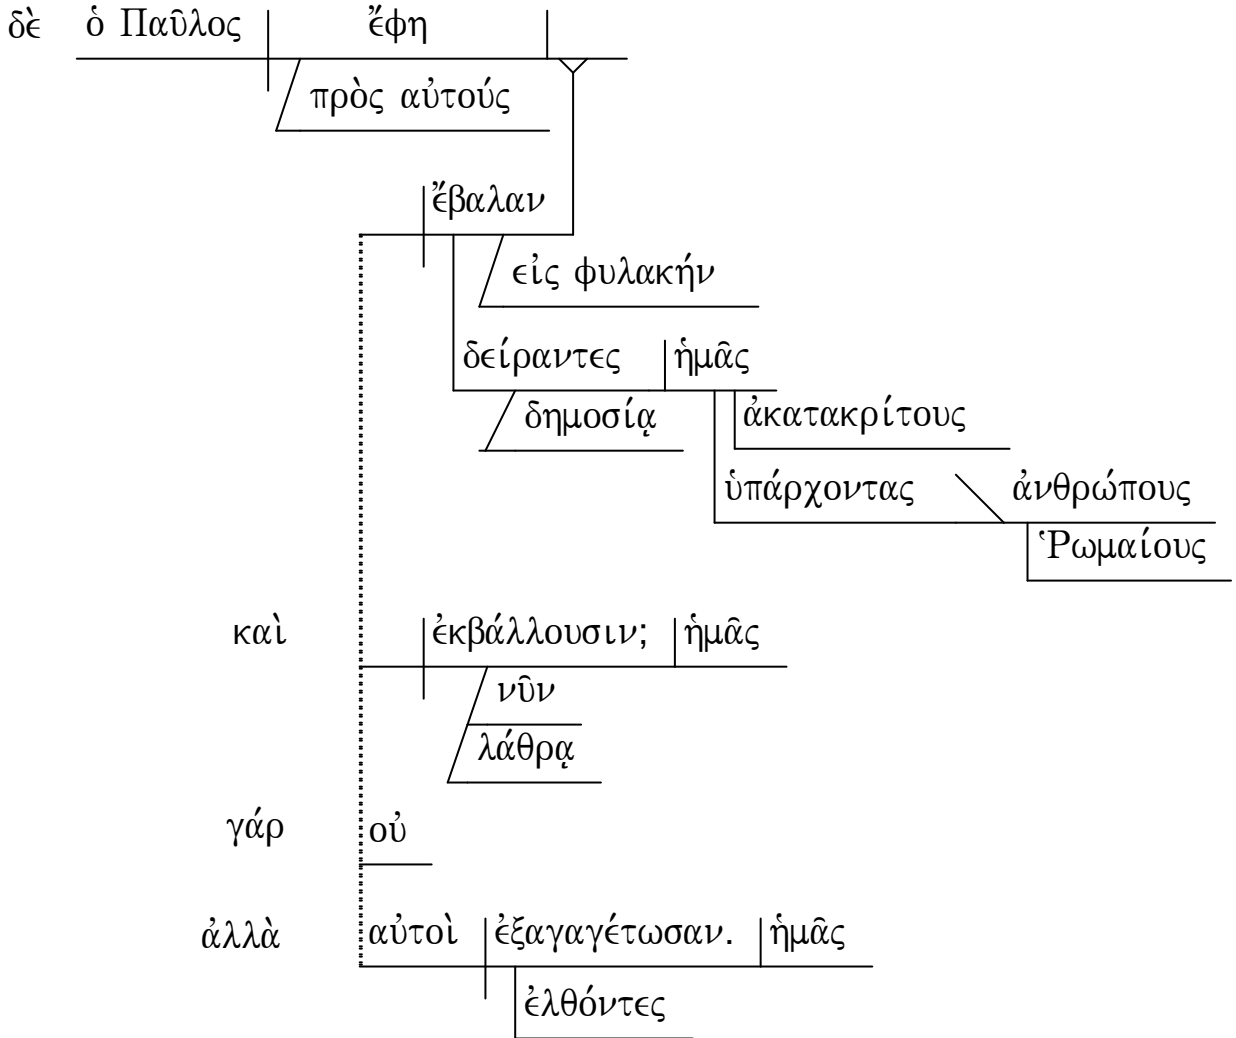 δὲ ὁ Παῦλος ἔφη
πρὸς αὐτούς
ἔβαλαν
εἰς φυλακήν
δείραντες ἡμᾶς
δημοσίᾳ ἀκατακρίτους
ὑπάρχοντας ἀνθρώπους
Ῥωμαίους
καὶ ἐκβάλλουσιν; ἡμᾶς
νῦν
λάθρᾳ
γάρ οὐ
ἀλλὰ αὐτοὶ ἐξαγαγέτωσαν. ἡμᾶς
ἐλθόντες